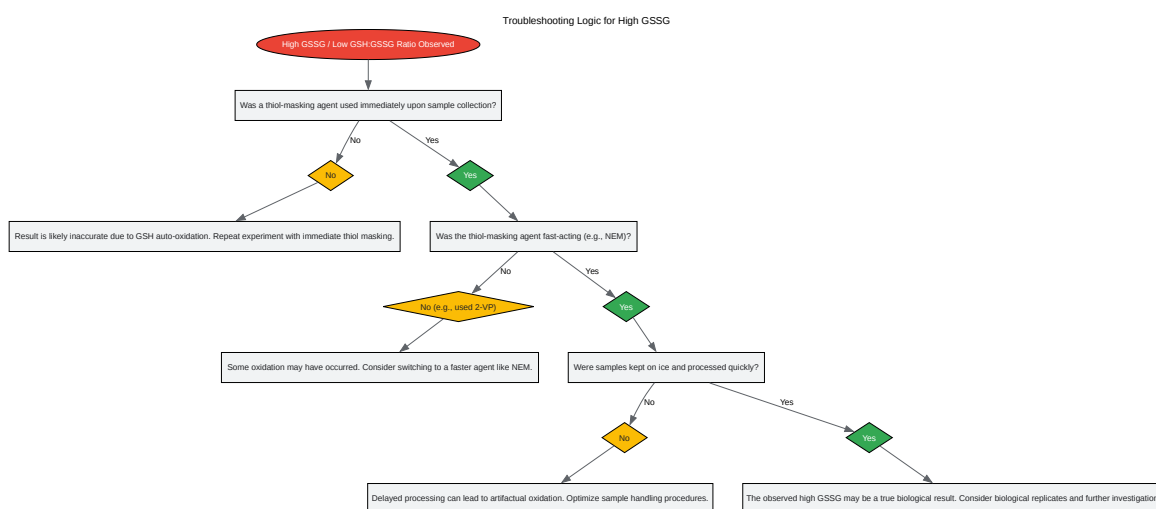 Troubleshooting Logic for High GSSG
High GSSG / Low GSH:GSSG Ratio Observed
Was a thiol-masking agent used immediately upon sample collection?
No
Yes
No
Yes
Result is likely inaccurate due to GSH auto-oxidation. Repeat experiment with immediate thiol masking.
Was the thiol-masking agent fast-acting (e.g., NEM)?
No
Yes
No (e.g., used 2-VP)
Yes
Some oxidation may have occurred. Consider switching to a faster agent like NEM.
Were samples kept on ice and processed quickly?
No
Yes
No
Yes
Delayed processing can lead to artifactual oxidation. Optimize sample handling procedures.
The observed high GSSG may be a true biological result. Consider biological replicates and further investigation